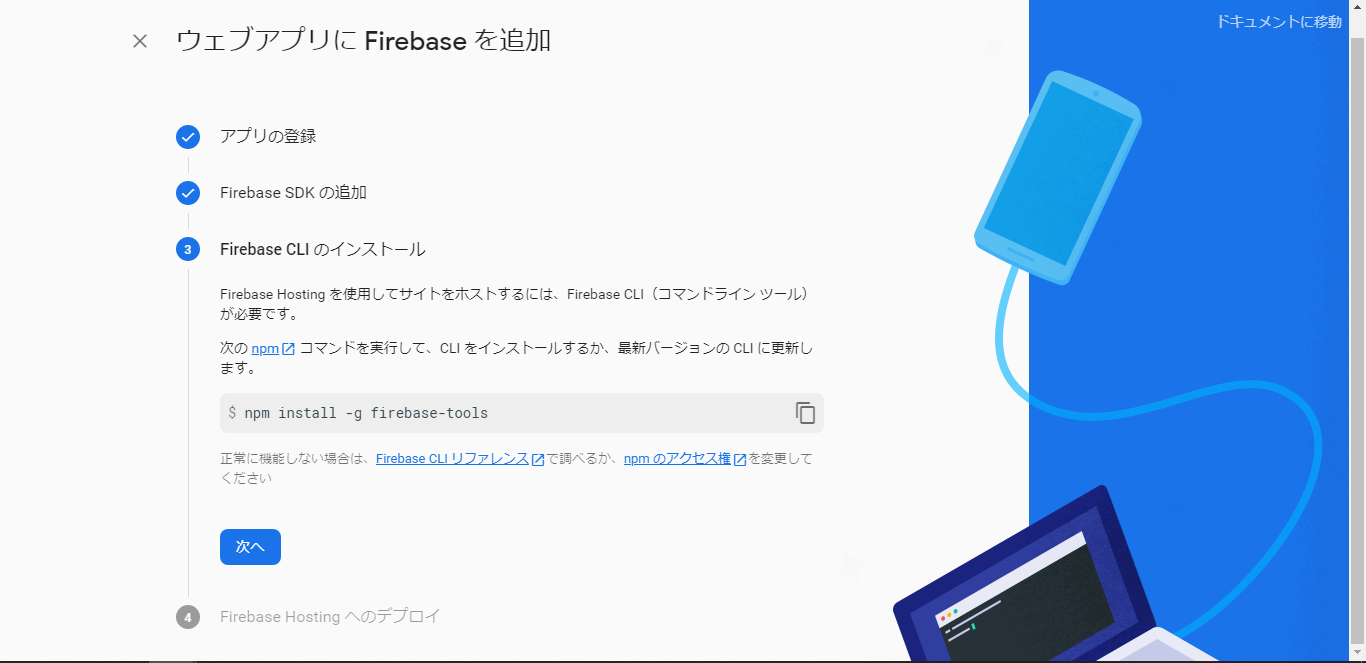 ドキュメントに移動
ウェブアプリに Firebase を追加
アプリの登録
Firebase SDK の追加
3 Firebase CLI のインストール
Firebase Hosting を使用してサイトをホストするには、Firebase CLI（コマンドライン ツール）
が必要です。
次の npm コマンドを実行して、CLI をインストールするか、最新バージョンの CLI に更新し
ます。
$ npm install -g firebase-tools
正常に機能しない場合は、Firebase CLI リファレンスで調べるか、npm のアクセス権を変更して
ください
次へ
4 Firebase Hosting へのデプロイ